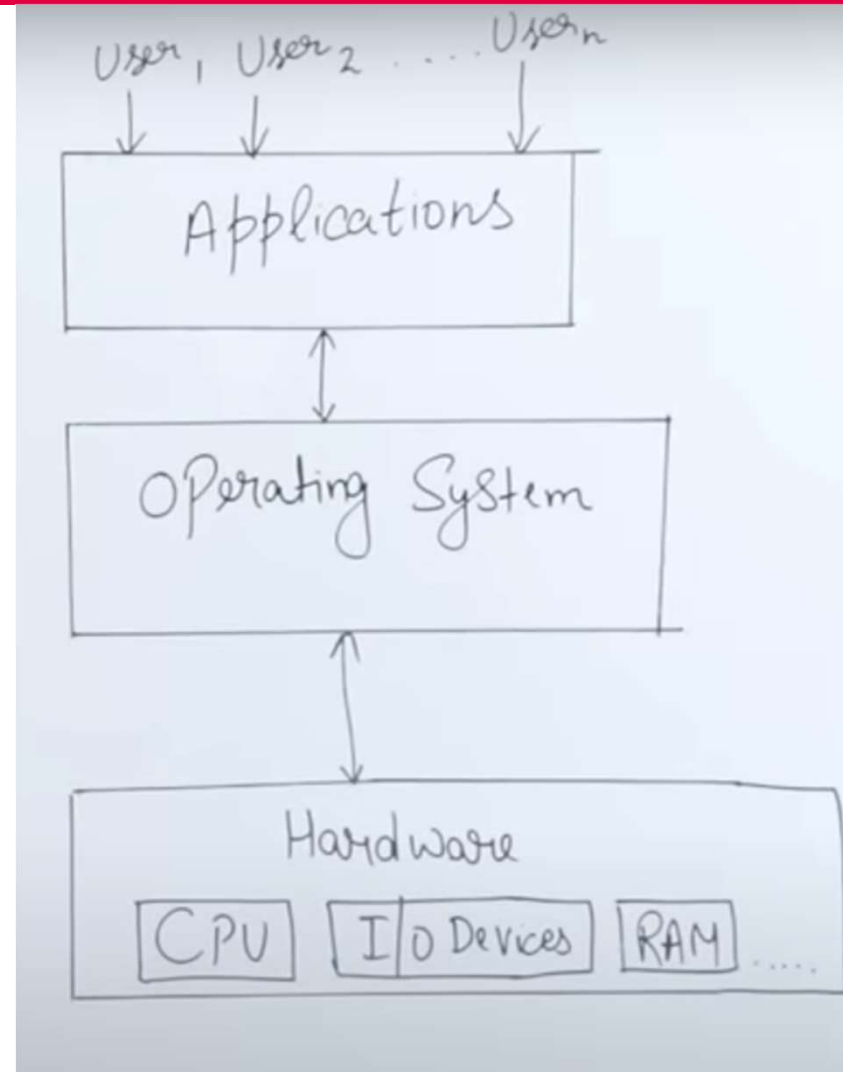 User1 User2 ..... Usern
Applications
Operating System
Hardware
CPU I/O Devices RAM .....